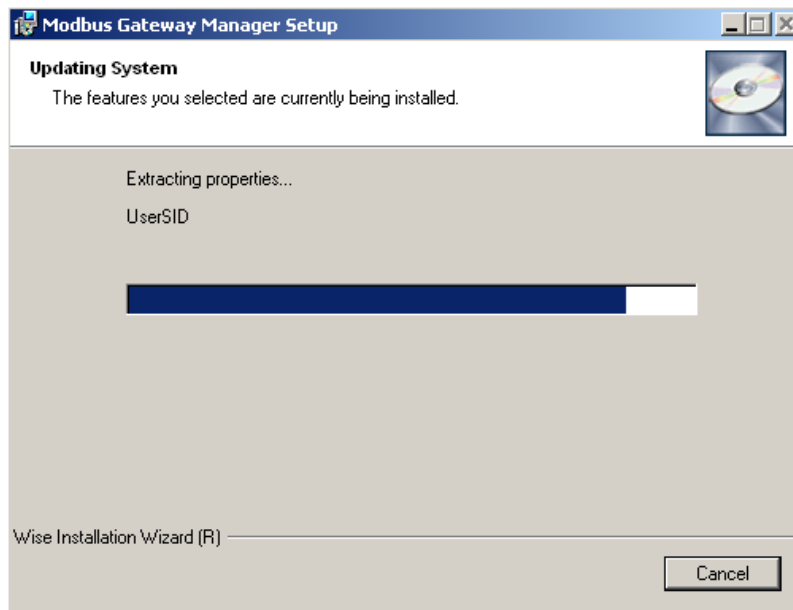 Modbus Gateway Manager Setup
Updating System
The features you selected are currently being installed.
Extracting properties...
UserSID
Wise Installation Wizard (R)
Cancel